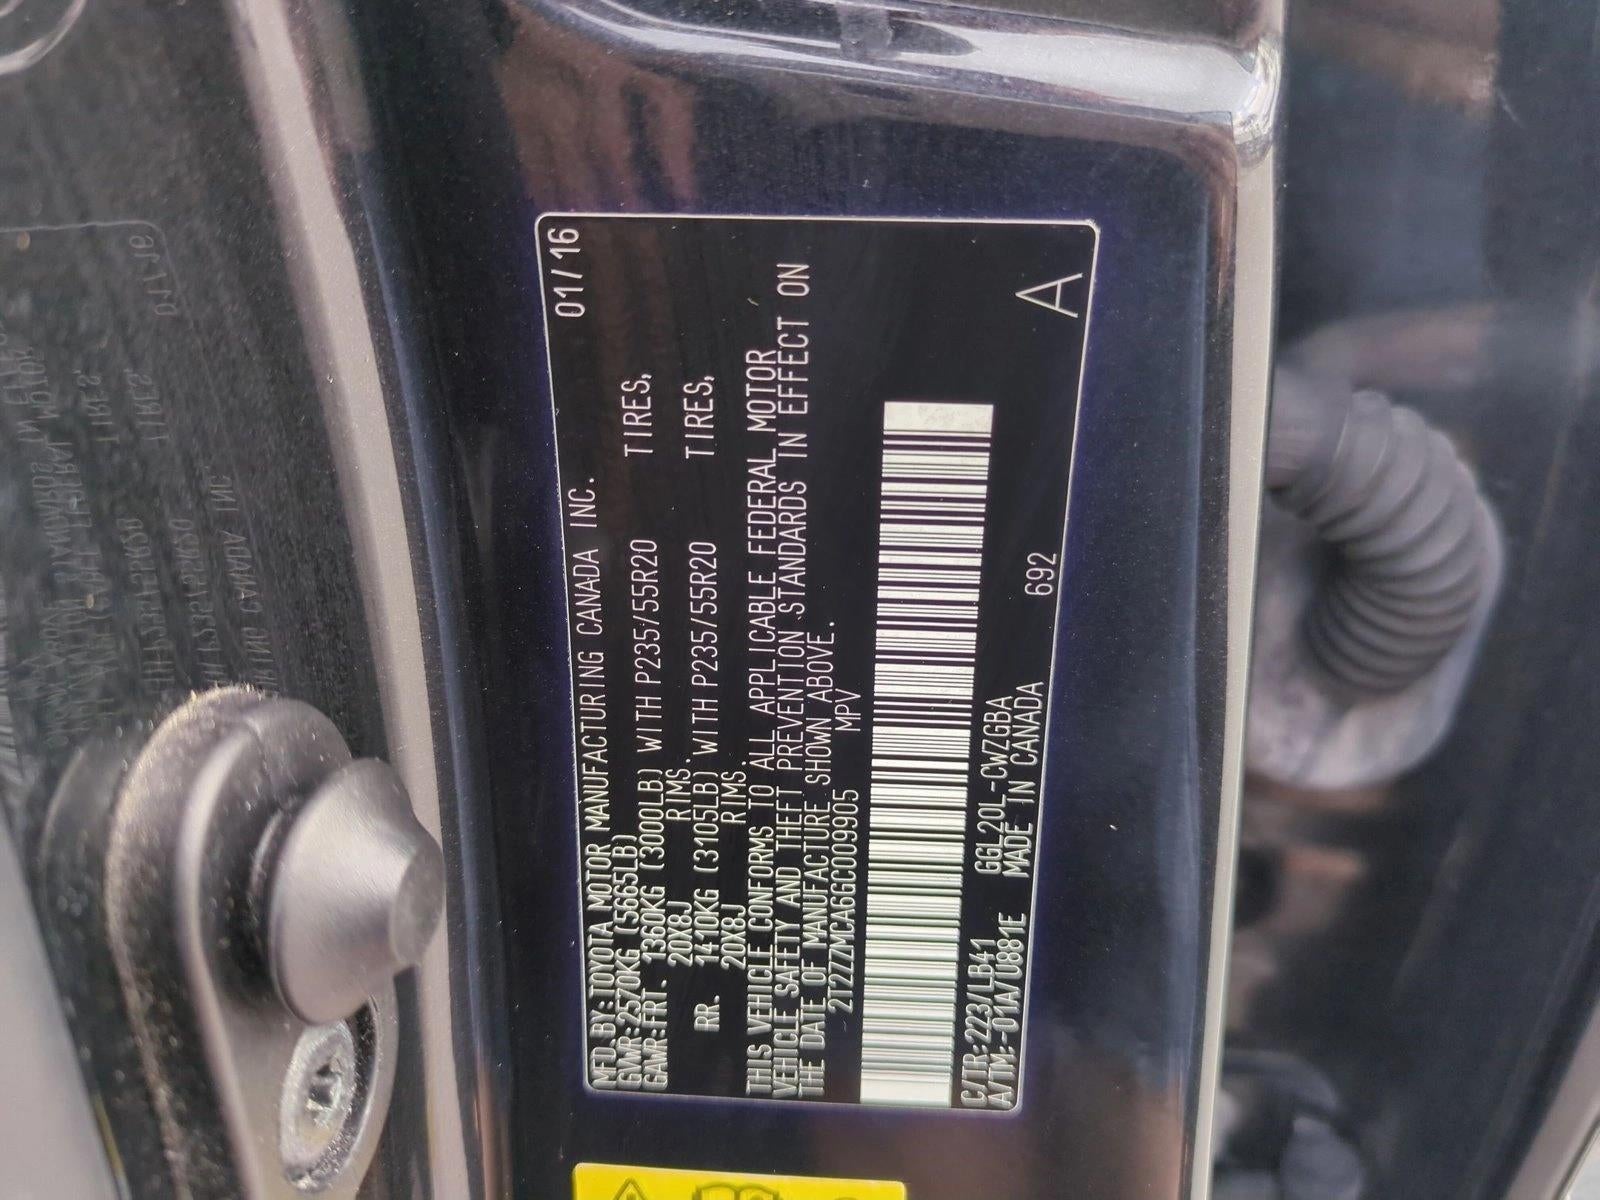 MFD.BY:TOYOTA MOTOR MANUFACTURING CANADA INC. 01/16
GVWR:2570KG (5665LB)
GAWR:FRT. 1360KG (3000LB) WITH P235/55R20 TIRES,
20X8J RIMS.
RR. 1410KG (3105LB) WITH P235/55R20 TIRES,
20X8J RIMS.
THIS VEHICLE CONFORMS TO ALL APPLICABLE FEDERAL MOTOR
VEHICLE SAFETY AND THEFT PREVENTION STANDARDS IN EFFECT ON
THE DATE OF MANUFACTURE SHOWN ABOVE.
2T2ZZMCA6GC009905 MPV
C/TR:223/LB41 GGL20L-CWZGBA
A/TM:-01A/U881E MADE IN CANADA 692
A